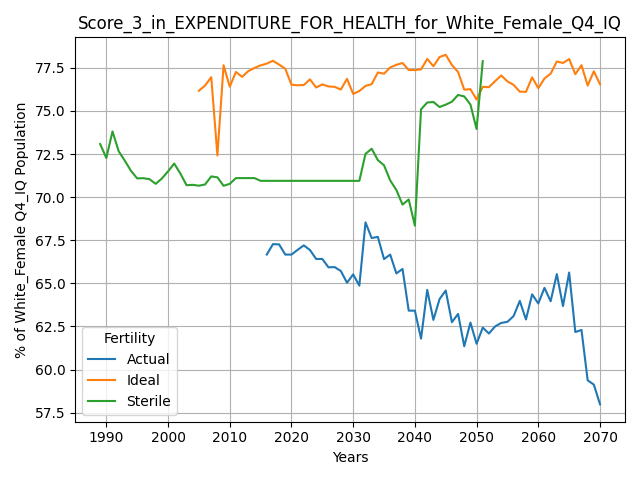 Score_3_in_EXPENDITURE_FOR_HEALTH_for_White_Female_Q4_IQ
% of White_Female Q4_IQ Population
77.5
75.0
72.5
70.0
67.5
65.0
62.5
60.0
57.5
Fertility
Actual
Ideal
Sterile
1990 2000 2010 2020 2030 2040 2050 2060 2070
Years